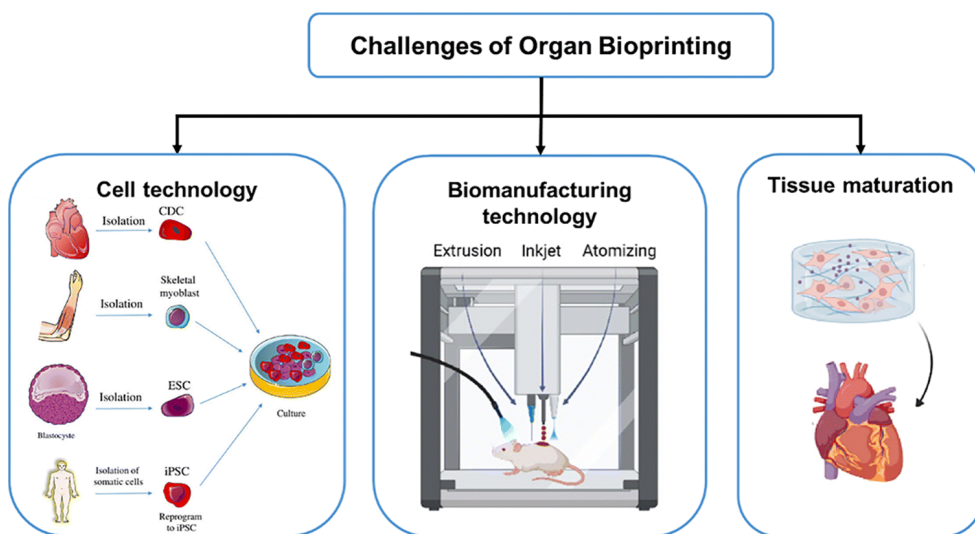 Challenges of Organ Bioprinting
Cell technology
Isolation
CDC
Isolation
Skeletal
myoblast
Isolation
ESC
Blastocyste
Culture
Isolation of
somatic cells
iPSC
Reprogram
to iPSC
Biomanufacturing
technology
Extrusion Inkjet Atomizing
Tissue maturation